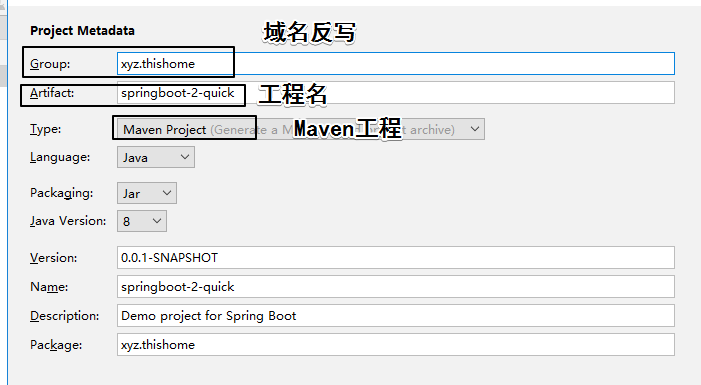 Project Metadata
域名反写
Group: xyz.thishome
Artifact: springboot-2-quick 工程名
Type: Maven Project (Generate a M archive) Maven工程
Language: Java
Packaging: Jar
Java Version: 8
Version: 0.0.1-SNAPSHOT
Name: springboot-2-quick
Description: Demo project for Spring Boot
Package: xyz.thishome